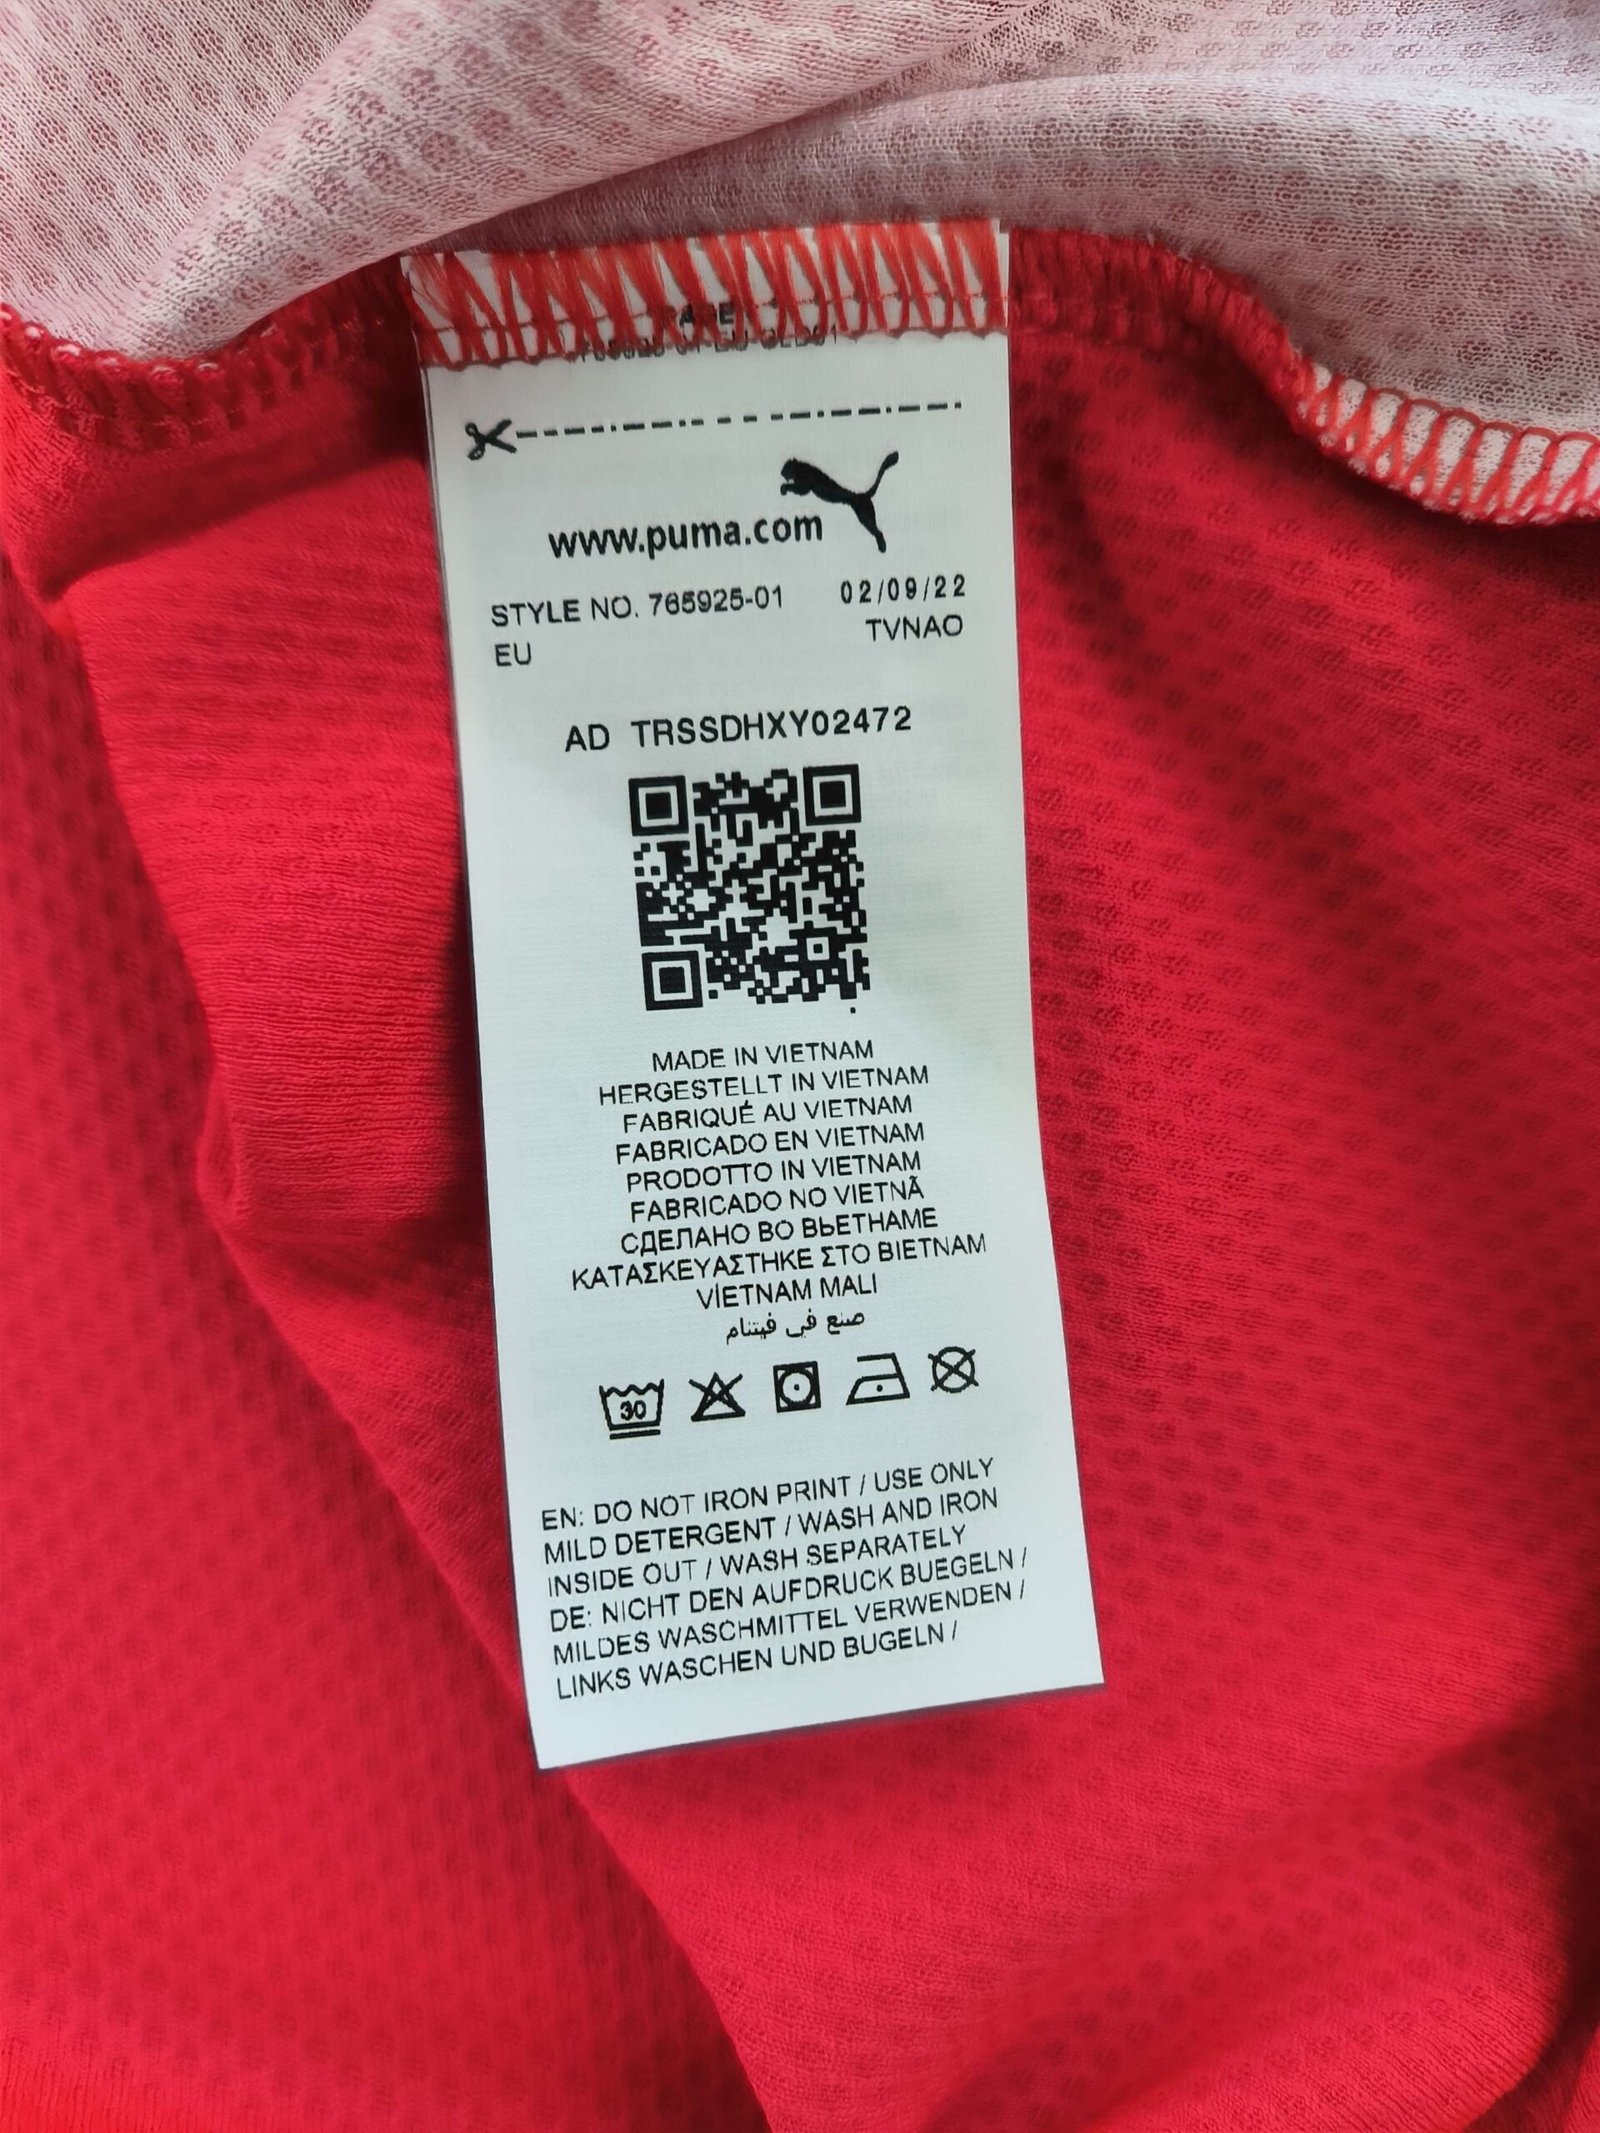 www.puma.com
STYLE NO. 765925-01 02/09/22
EU TVNAO
AD TRSSDHXY02472
MADE IN VIETNAM
HERGESTELLT IN VIETNAM
FABRIQUÉ AU VIETNAM
FABRICADO EN VIETNAM
PRODOTTO IN VIETNAM
FABRICADO NO VIETNÃ
СДЕЛАНО ВО ВЬЕТНАМЕ
ΚΑΤΑΣΚΕΥΑΣΤΗΚΕ ΣΤΟ ΒΙΕΤΝΑΜ
VİETNAM MALI
صنع في فيتنام
30
EN: DO NOT IRON PRINT / USE ONLY
MILD DETERGENT / WASH AND IRON
INSIDE OUT / WASH SEPARATELY
DE: NICHT DEN AUFDRUCK BUEGELN /
MILDES WASCHMITTEL VERWENDEN /
LINKS WASCHEN UND BUGELN /